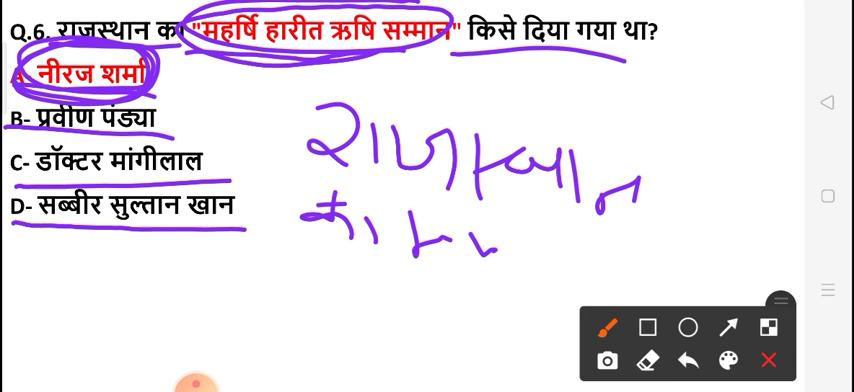 Q.6. राजस्थान का "महर्षि हारीत ऋषि सम्मान" किसे दिया गया था?
A- नीरज शर्मा
B- प्रवीण पंड्या
C- डॉक्टर मांगीलाल
D- सब्बीर सुल्तान खान
राजस्थान
का